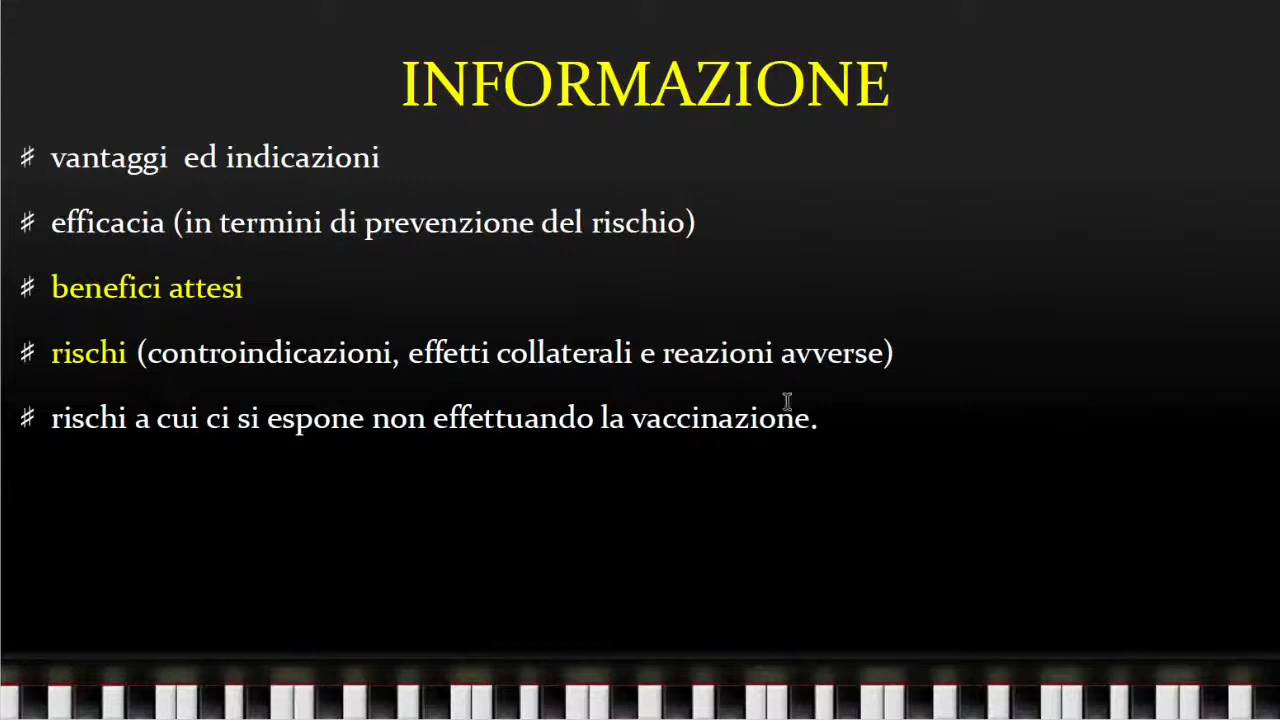 INFORMAZIONE
♯ vantaggi ed indicazioni
♯ efficacia (in termini di prevenzione del rischio)
♯ benefici attesi
♯ rischi (controindicazioni, effetti collaterali e reazioni avverse)
♯ rischi a cui ci si espone non effettuando la vaccinazione.